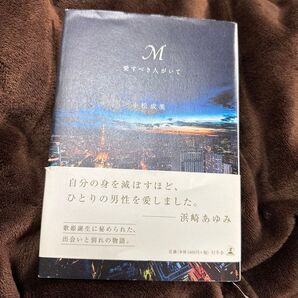 M
愛すべき人がいて
小松成美
自分の身を滅ぼすほど、
ひとりの男性を愛しました。
浜崎あゆみ
歌姫誕生に秘められた、
出会いと別れの物語。
幻冬舎